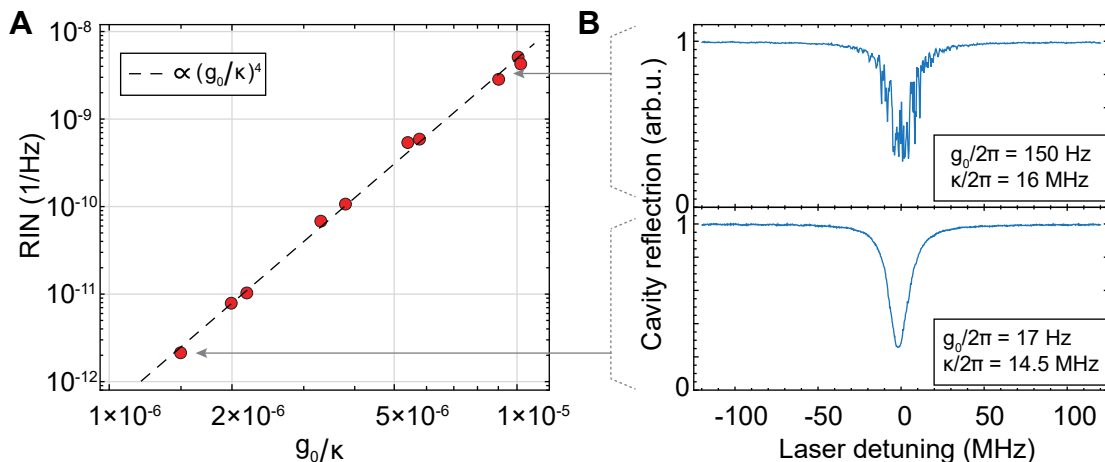 A
RIN (1/Hz)
10⁻⁸
10⁻⁹
10⁻¹⁰
10⁻¹¹
10⁻¹²
∝ (g₀/κ)⁴
1×10⁻⁶
2×10⁻⁶
5×10⁻⁶
1×10⁻⁵
g₀/κ
B
Cavity reflection (arb.u.)
1
g₀/2π = 150 Hz
κ/2π = 16 MHz
0
1
g₀/2π = 17 Hz
κ/2π = 14.5 MHz
0
-100
-50
0
50
100
Laser detuning (MHz)